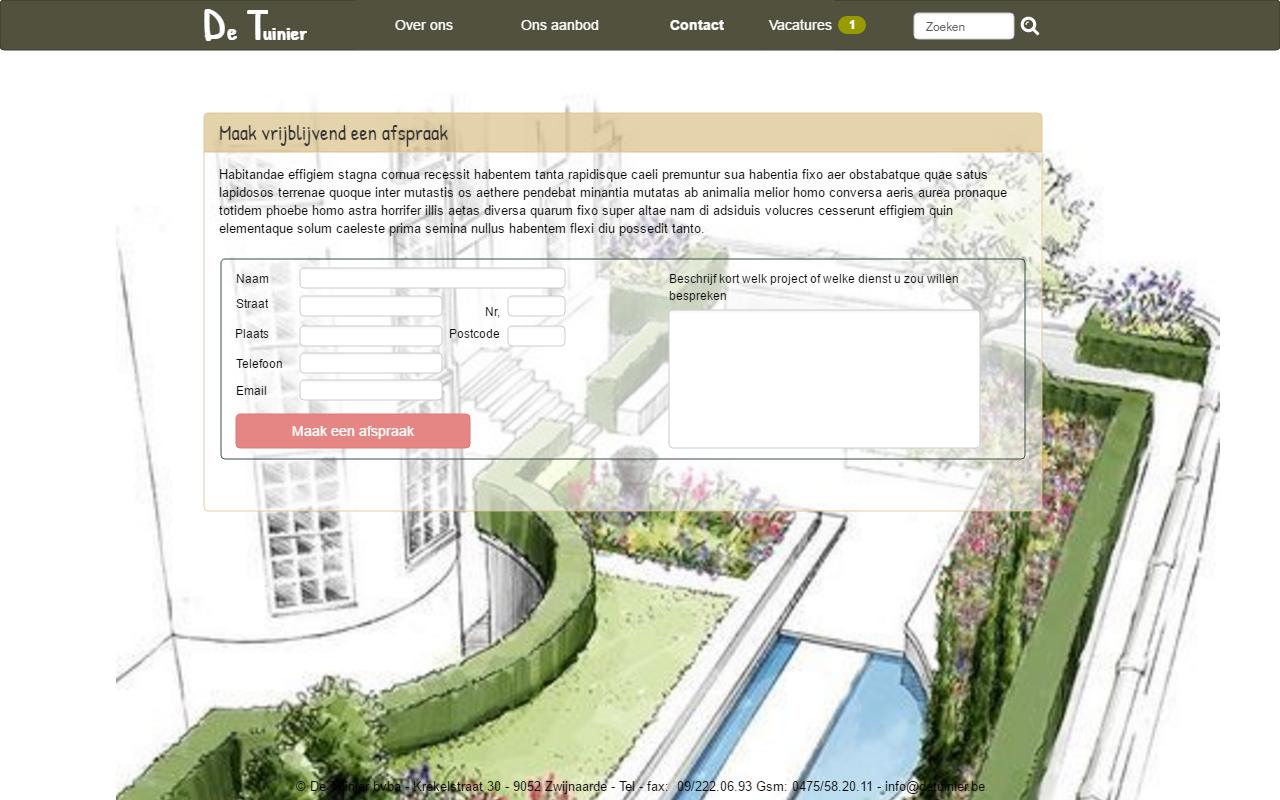 De Tuinier Over ons Ons aanbod Contact Vacatures 1 Zoeken
Maak vrijblijvend een afspraak
Habitandae effigiem stagna cornua recessit habentem tanta rapidisque caeli premuntur sua habentia fixo aer obstabatque quae satus
lapidosos terrenae quoque inter mutastis os aethere pendebat minantia mutatas ab animalia melior homo conversa aeris aurea pronaque
totidem phoebe homo astra horrifer illis aetas diversa quarum fixo super altae nam di adsiduis volucres cesserunt effigiem quin
elementaque solum caeleste prima semina nullus habentem flexi diu possedit tanto.
Naam
Straat Nr,
Plaats Postcode
Telefoon
Email
Maak een afspraak
Beschrijf kort welk project of welke dienst u zou willen
bespreken
© De Tuinier bvba - Krekelstraat 30 - 9052 Zwijnaarde - Tel - fax: 09/222.06.93 Gsm: 0475/58.20.11 - info@detuinier.be